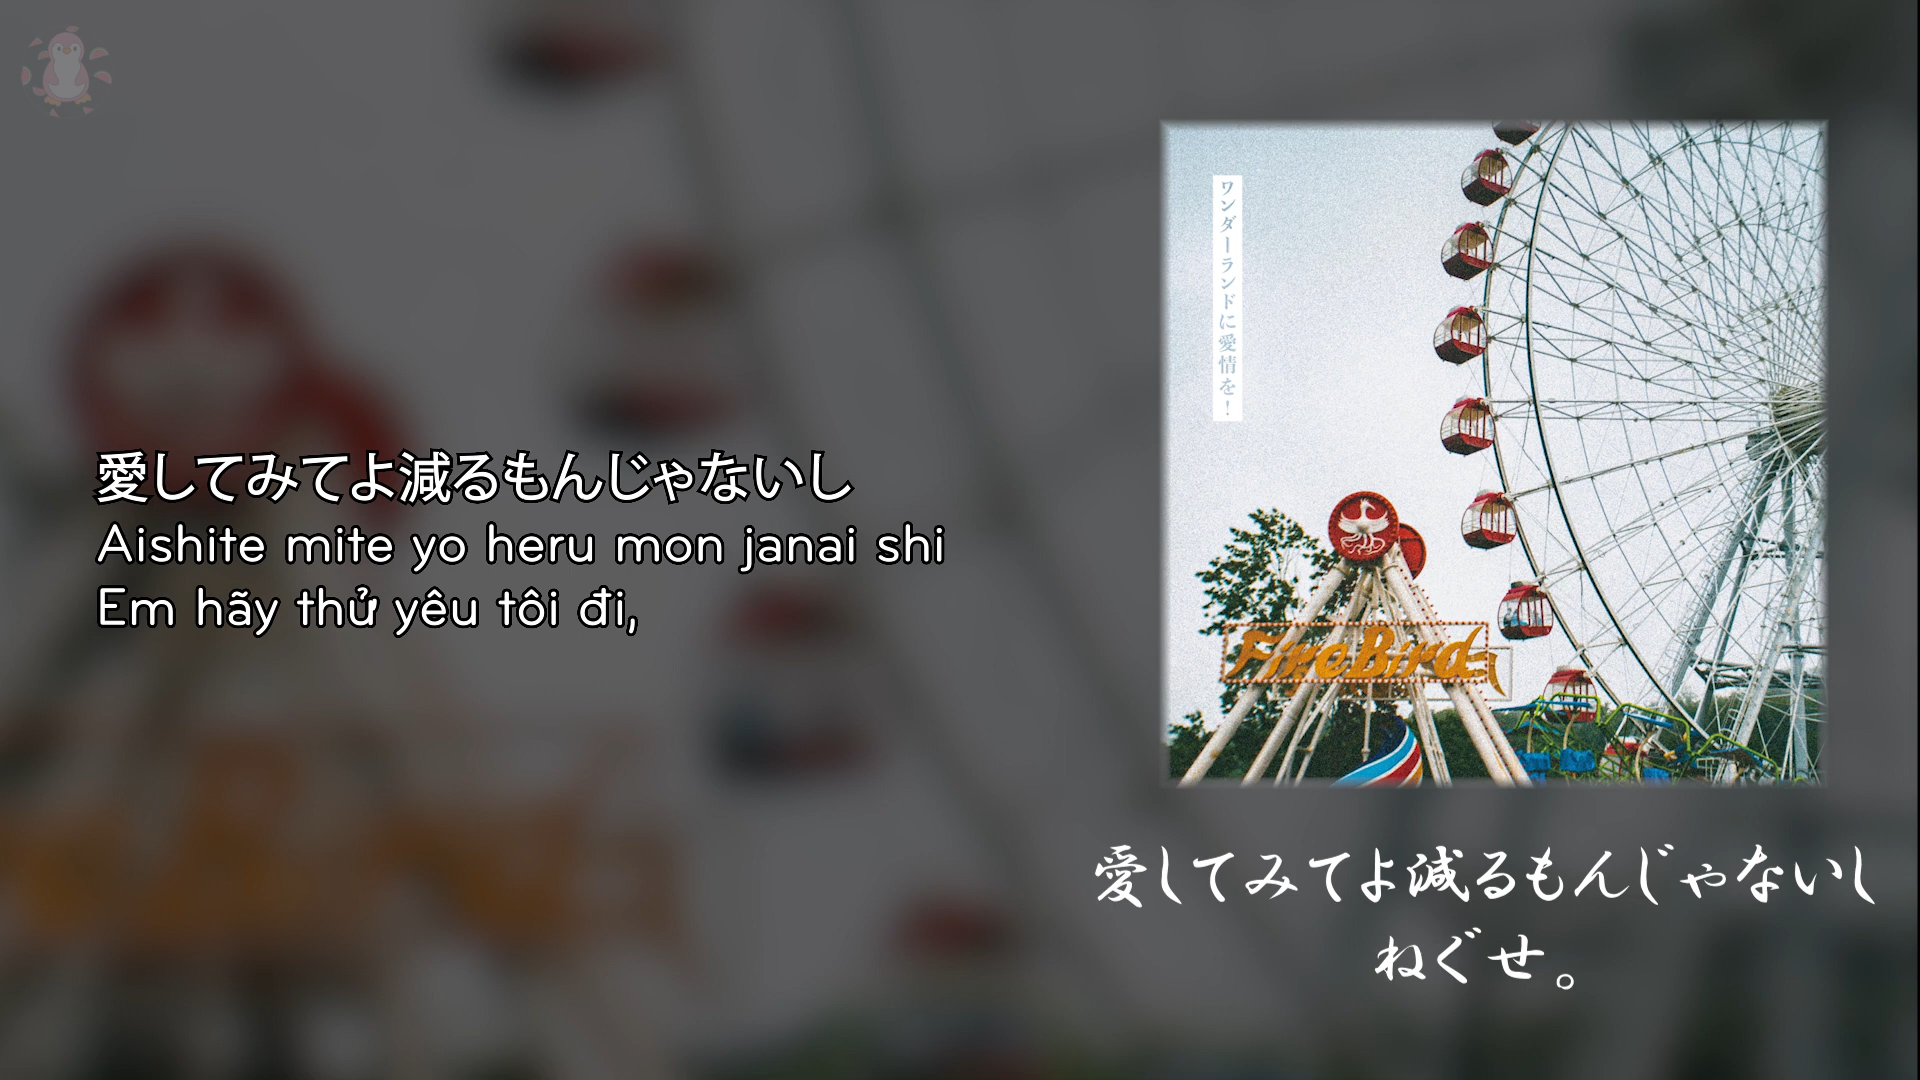 愛してみてよ減るもんじゃないし
Aishite mite yo heru mon janai shi
Em hãy thử yêu tôi đi,
ワンダーランドに愛情を!
FireBird
愛してみてよ減るもんじゃないし
ねぐせ。